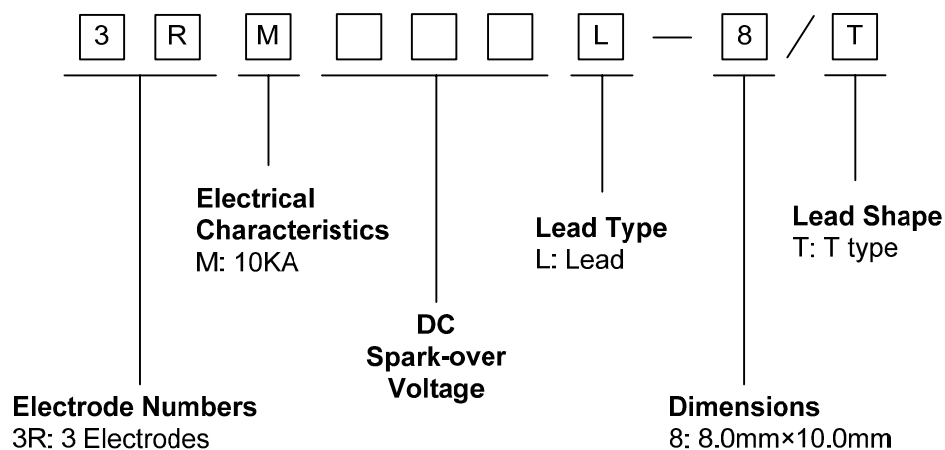 3 R M L — 8 / T
Electrical
Characteristics
M: 10KA
Lead Type
L: Lead
Lead Shape
T: T type
DC
Spark-over
Voltage
Electrode Numbers
3R: 3 Electrodes
Dimensions
8: 8.0mm×10.0mm